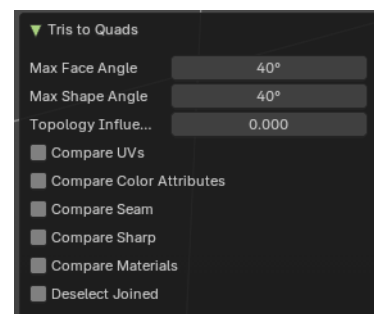 Tris to Quads
Max Face Angle 40°
Max Shape Angle 40°
Topology Influe... 0.000
Compare UVs
Compare Color Attributes
Compare Seam
Compare Sharp
Compare Materials
Deselect Joined